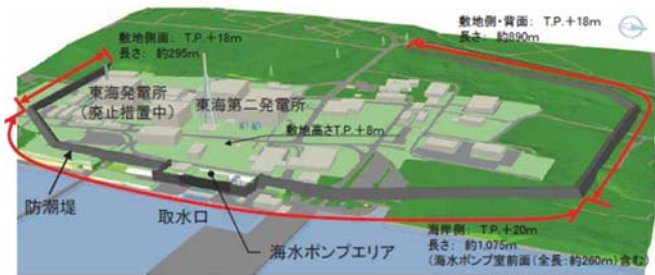 敷地側面： T.P.＋18m
長さ： 約295m
敷地側・背面： T.P.＋18m
長さ： 約890m
東海発電所
（廃止措置中）
東海第二発電所
敷地高さT.P.＋8m
防潮堤
取水口
海水ポンプエリア
海岸側： T.P.＋20m
長さ： 約1,075m
(海水ポンプ室前面（全長：約260m）含む)